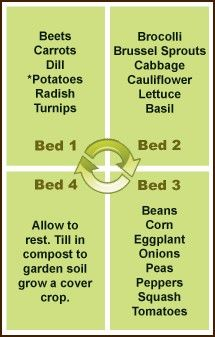 Beets
Carrots
Dill
*Potatoes
Radish
Turnips
Bed 1
Brocolli
Brussel Sprouts
Cabbage
Cauliflower
Lettuce
Basil
Bed 2
Bed 4
Allow to
rest. Till in
compost to
garden soil
grow a cover
crop.
Bed 3
Beans
Corn
Eggplant
Onions
Peas
Peppers
Squash
Tomatoes